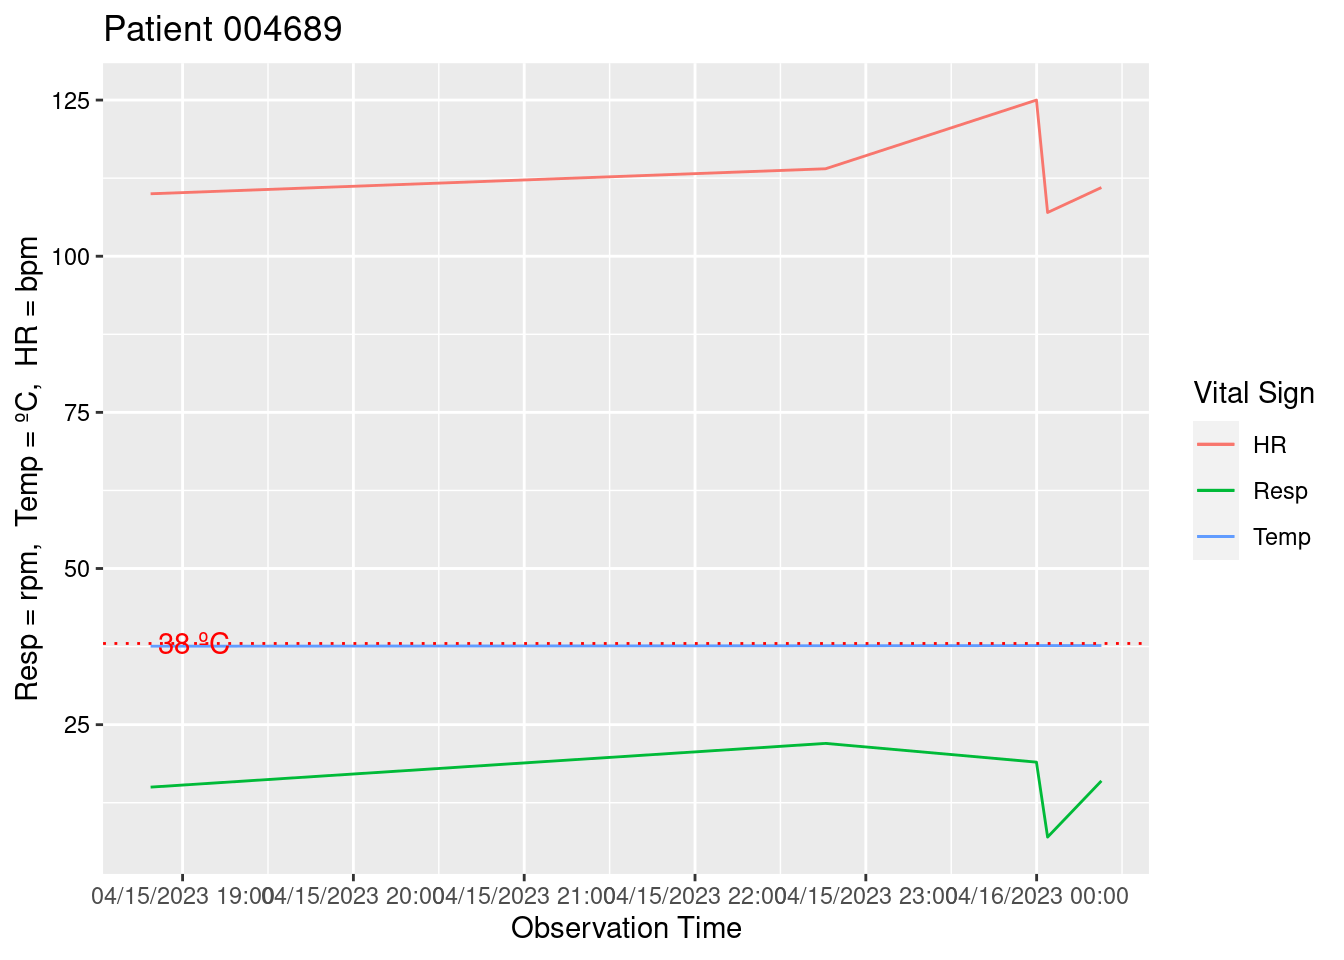 Patient 004689
125
100
75
50
25
Resp = rpm,   Temp = ºC,  HR = bpm
38 ºC
04/15/2023 19:00
04/15/2023 20:00
04/15/2023 21:00
04/15/2023 22:00
04/15/2023 23:00
04/16/2023 00:00
Observation Time
Vital Sign
HR
Resp
Temp